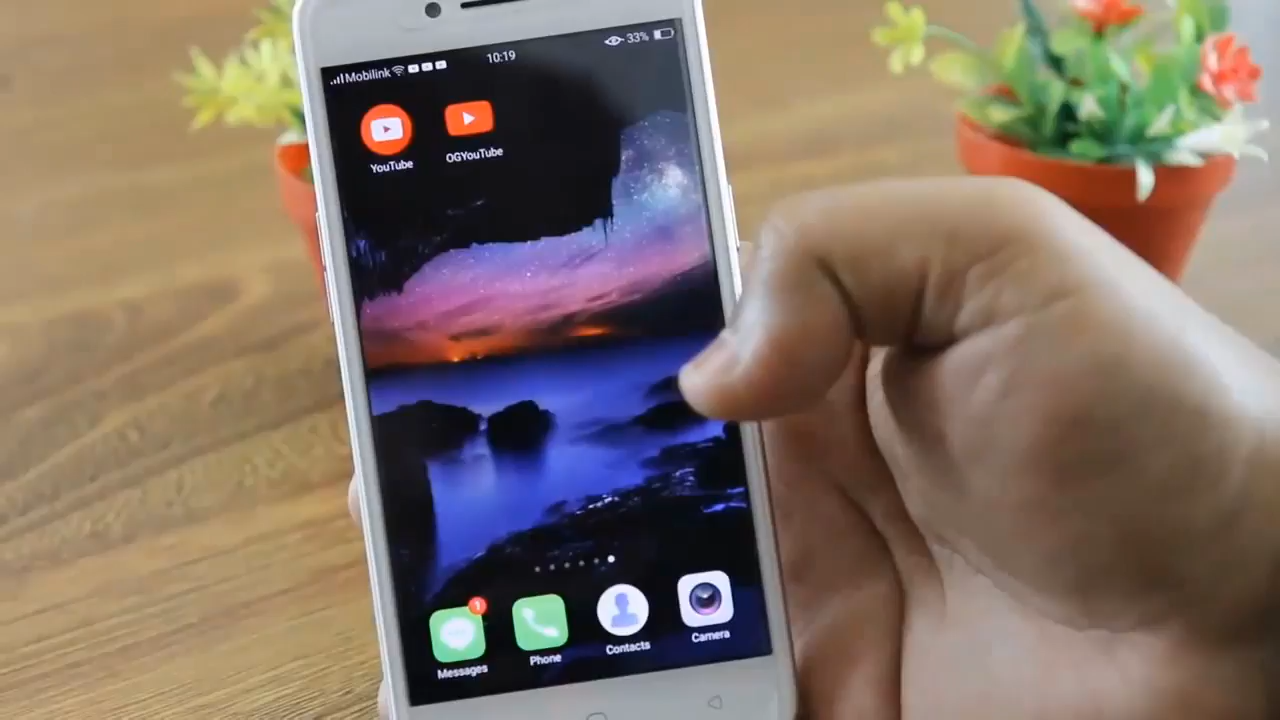 Mobilink
10:19
33%
YouTube
OGYouTube
1
Messages
Phone
Contacts
Camera